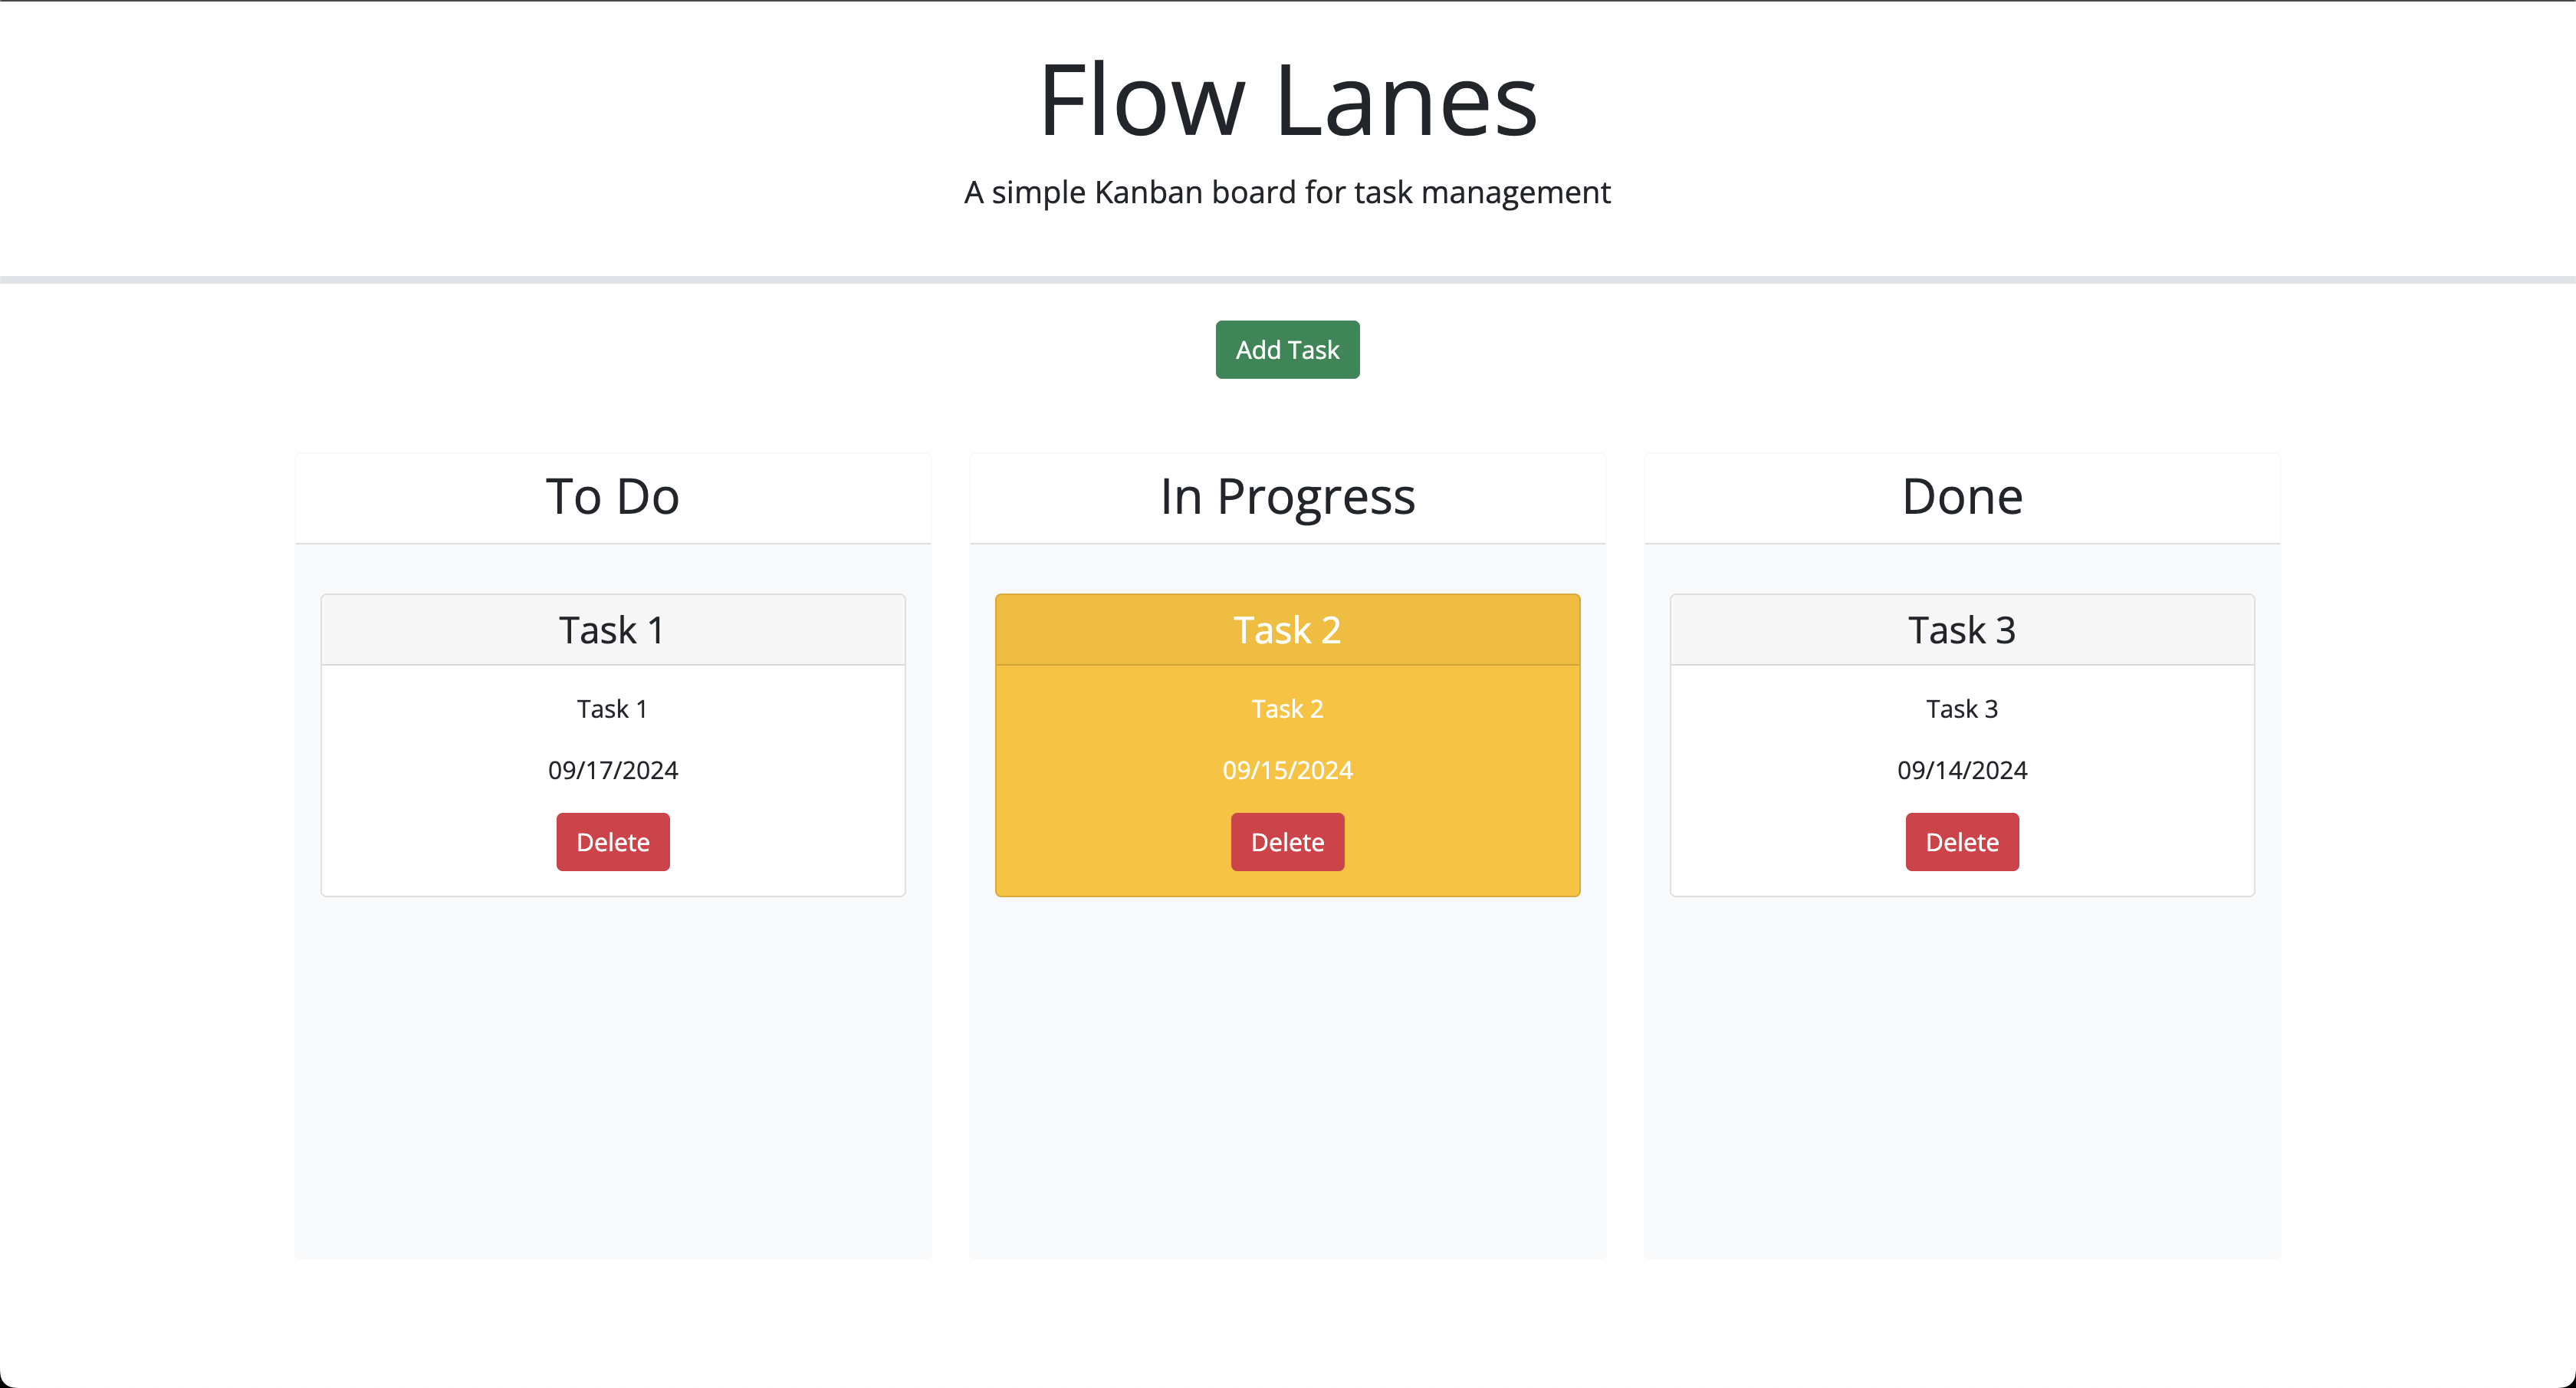 Flow Lanes
A simple Kanban board for task management
Add Task
To Do
Task 1
Task 1
09/17/2024
Delete
In Progress
Task 2
Task 2
09/15/2024
Delete
Done
Task 3
Task 3
09/14/2024
Delete